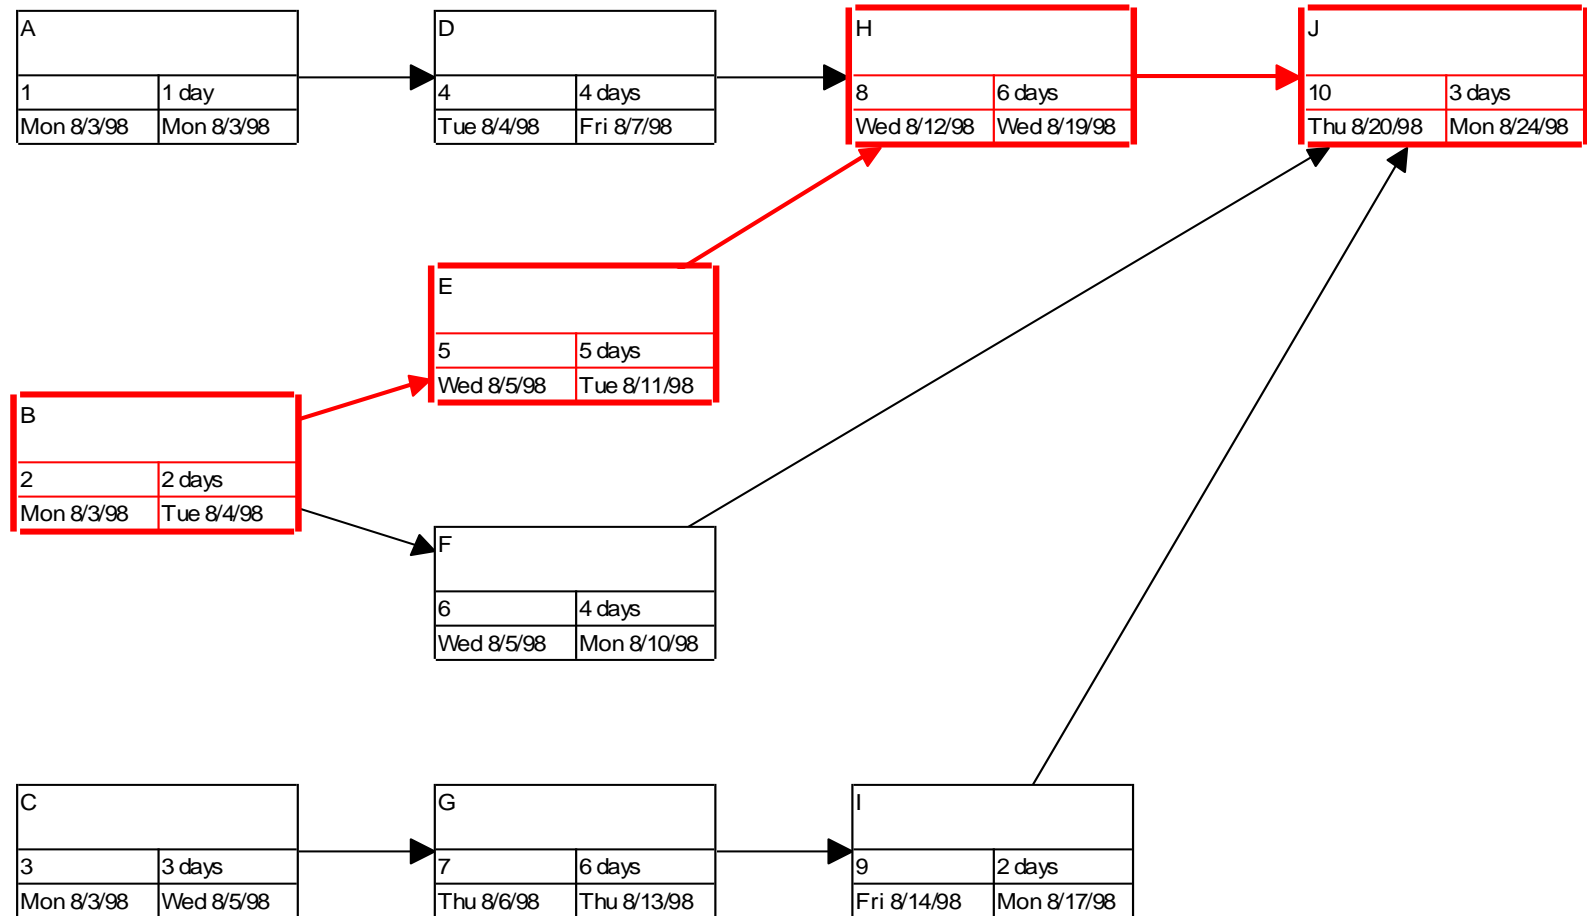 A
1 1 day
Mon 8/3/98 Mon 8/3/98
D
4 4 days
Tue 8/4/98 Fri 8/7/98
H
8 6 days
Wed 8/12/98 Wed 8/19/98
J
10 3 days
Thu 8/20/98 Mon 8/24/98
E
5 5 days
Wed 8/5/98 Tue 8/11/98
B
2 2 days
Mon 8/3/98 Tue 8/4/98
F
6 4 days
Wed 8/5/98 Mon 8/10/98
C
3 3 days
Mon 8/3/98 Wed 8/5/98
G
7 6 days
Thu 8/6/98 Thu 8/13/98
I
9 2 days
Fri 8/14/98 Mon 8/17/98